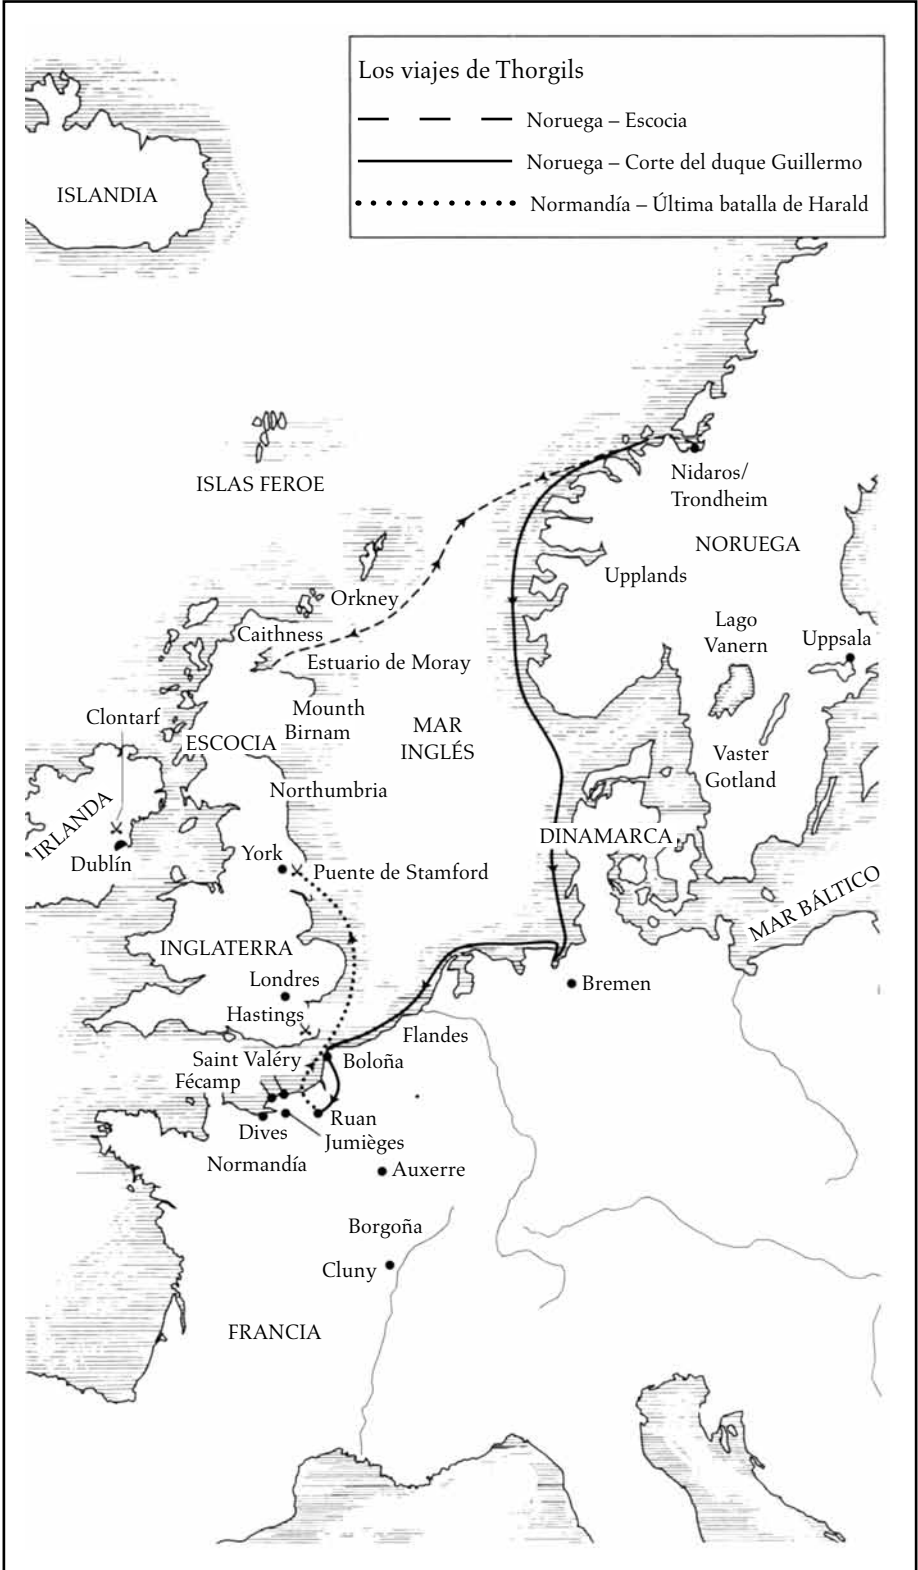 Los viajes de Thorgils
Noruega – Escocia
Noruega – Corte del duque Guillermo
Normandía – Última batalla de Harald
ISLANDIA
ISLAS FEROE
Nidaros/
Trondheim
NORUEGA
Upplands
Orkney
Lago
Vanern
Uppsala
Caithness
Estuario de Moray
Mounth
Birnam
Clontarf
MAR
INGLÉS
ESCOCIA
Vaster
Gotland
Northumbria
IRLANDA
DINAMARCA
Dublín
York
Puente de Stamford
MAR BÁLTICO
INGLATERRA
Londres
Bremen
Hastings
Flandes
Saint Valéry
Boloña
Fécamp
Ruan
Dives
Jumièges
Normandía
Auxerre
Borgoña
Cluny
FRANCIA